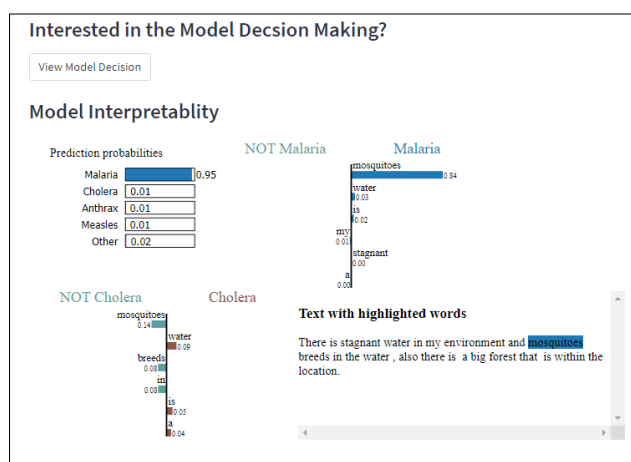 Interested in the Model Decsion Making?
View Model Decision
Model Interpretablity
Prediction probabilities
Malaria 0.95
Cholera 0.01
Anthrax 0.01
Measles 0.01
Other 0.02
NOT Malaria Malaria
mosquitoes
0.84
water
0.03
is
0.02
my
0.01
stagnant
0.00
a
0.00
NOT Cholera Cholera
mosquitoes
0.14
water
0.09
breeds
0.08
in
0.08
is
0.05
a
0.04
Text with highlighted words
There is stagnant water in my environment and mosquitoes
breeds in the water , also there is a big forest that is within the
location.